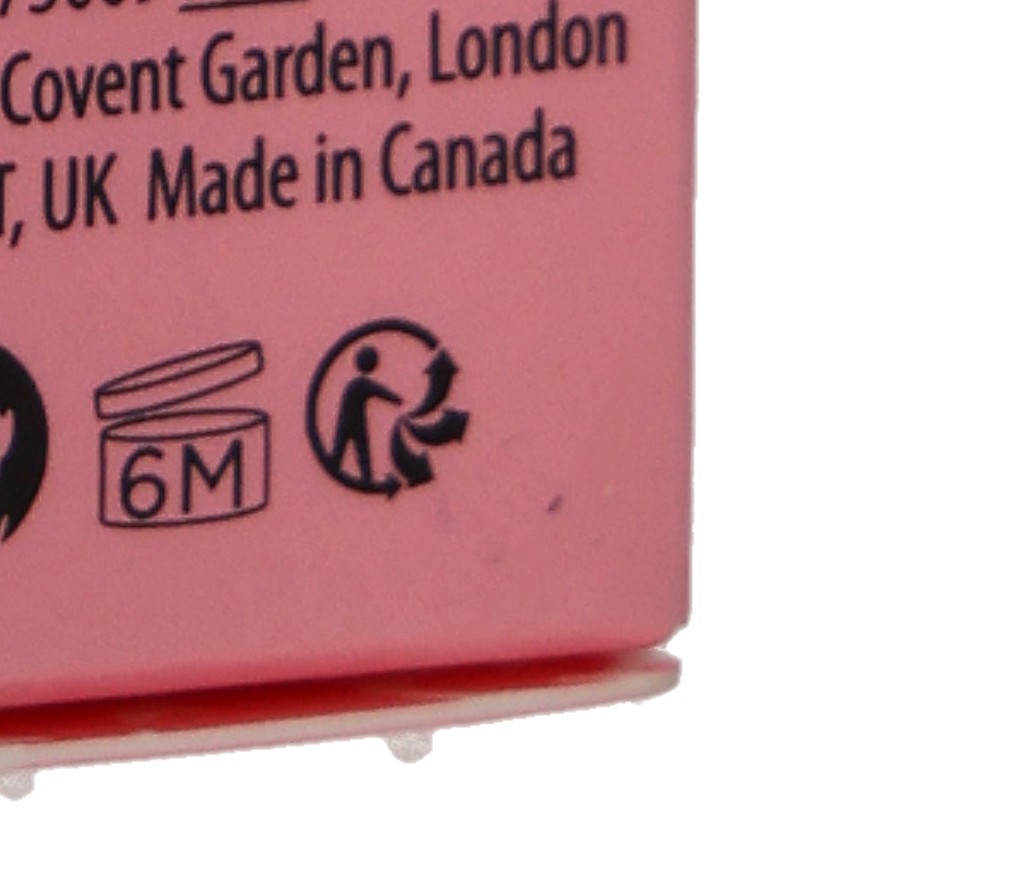 Covent Garden, London
T, UK Made in Canada
6M